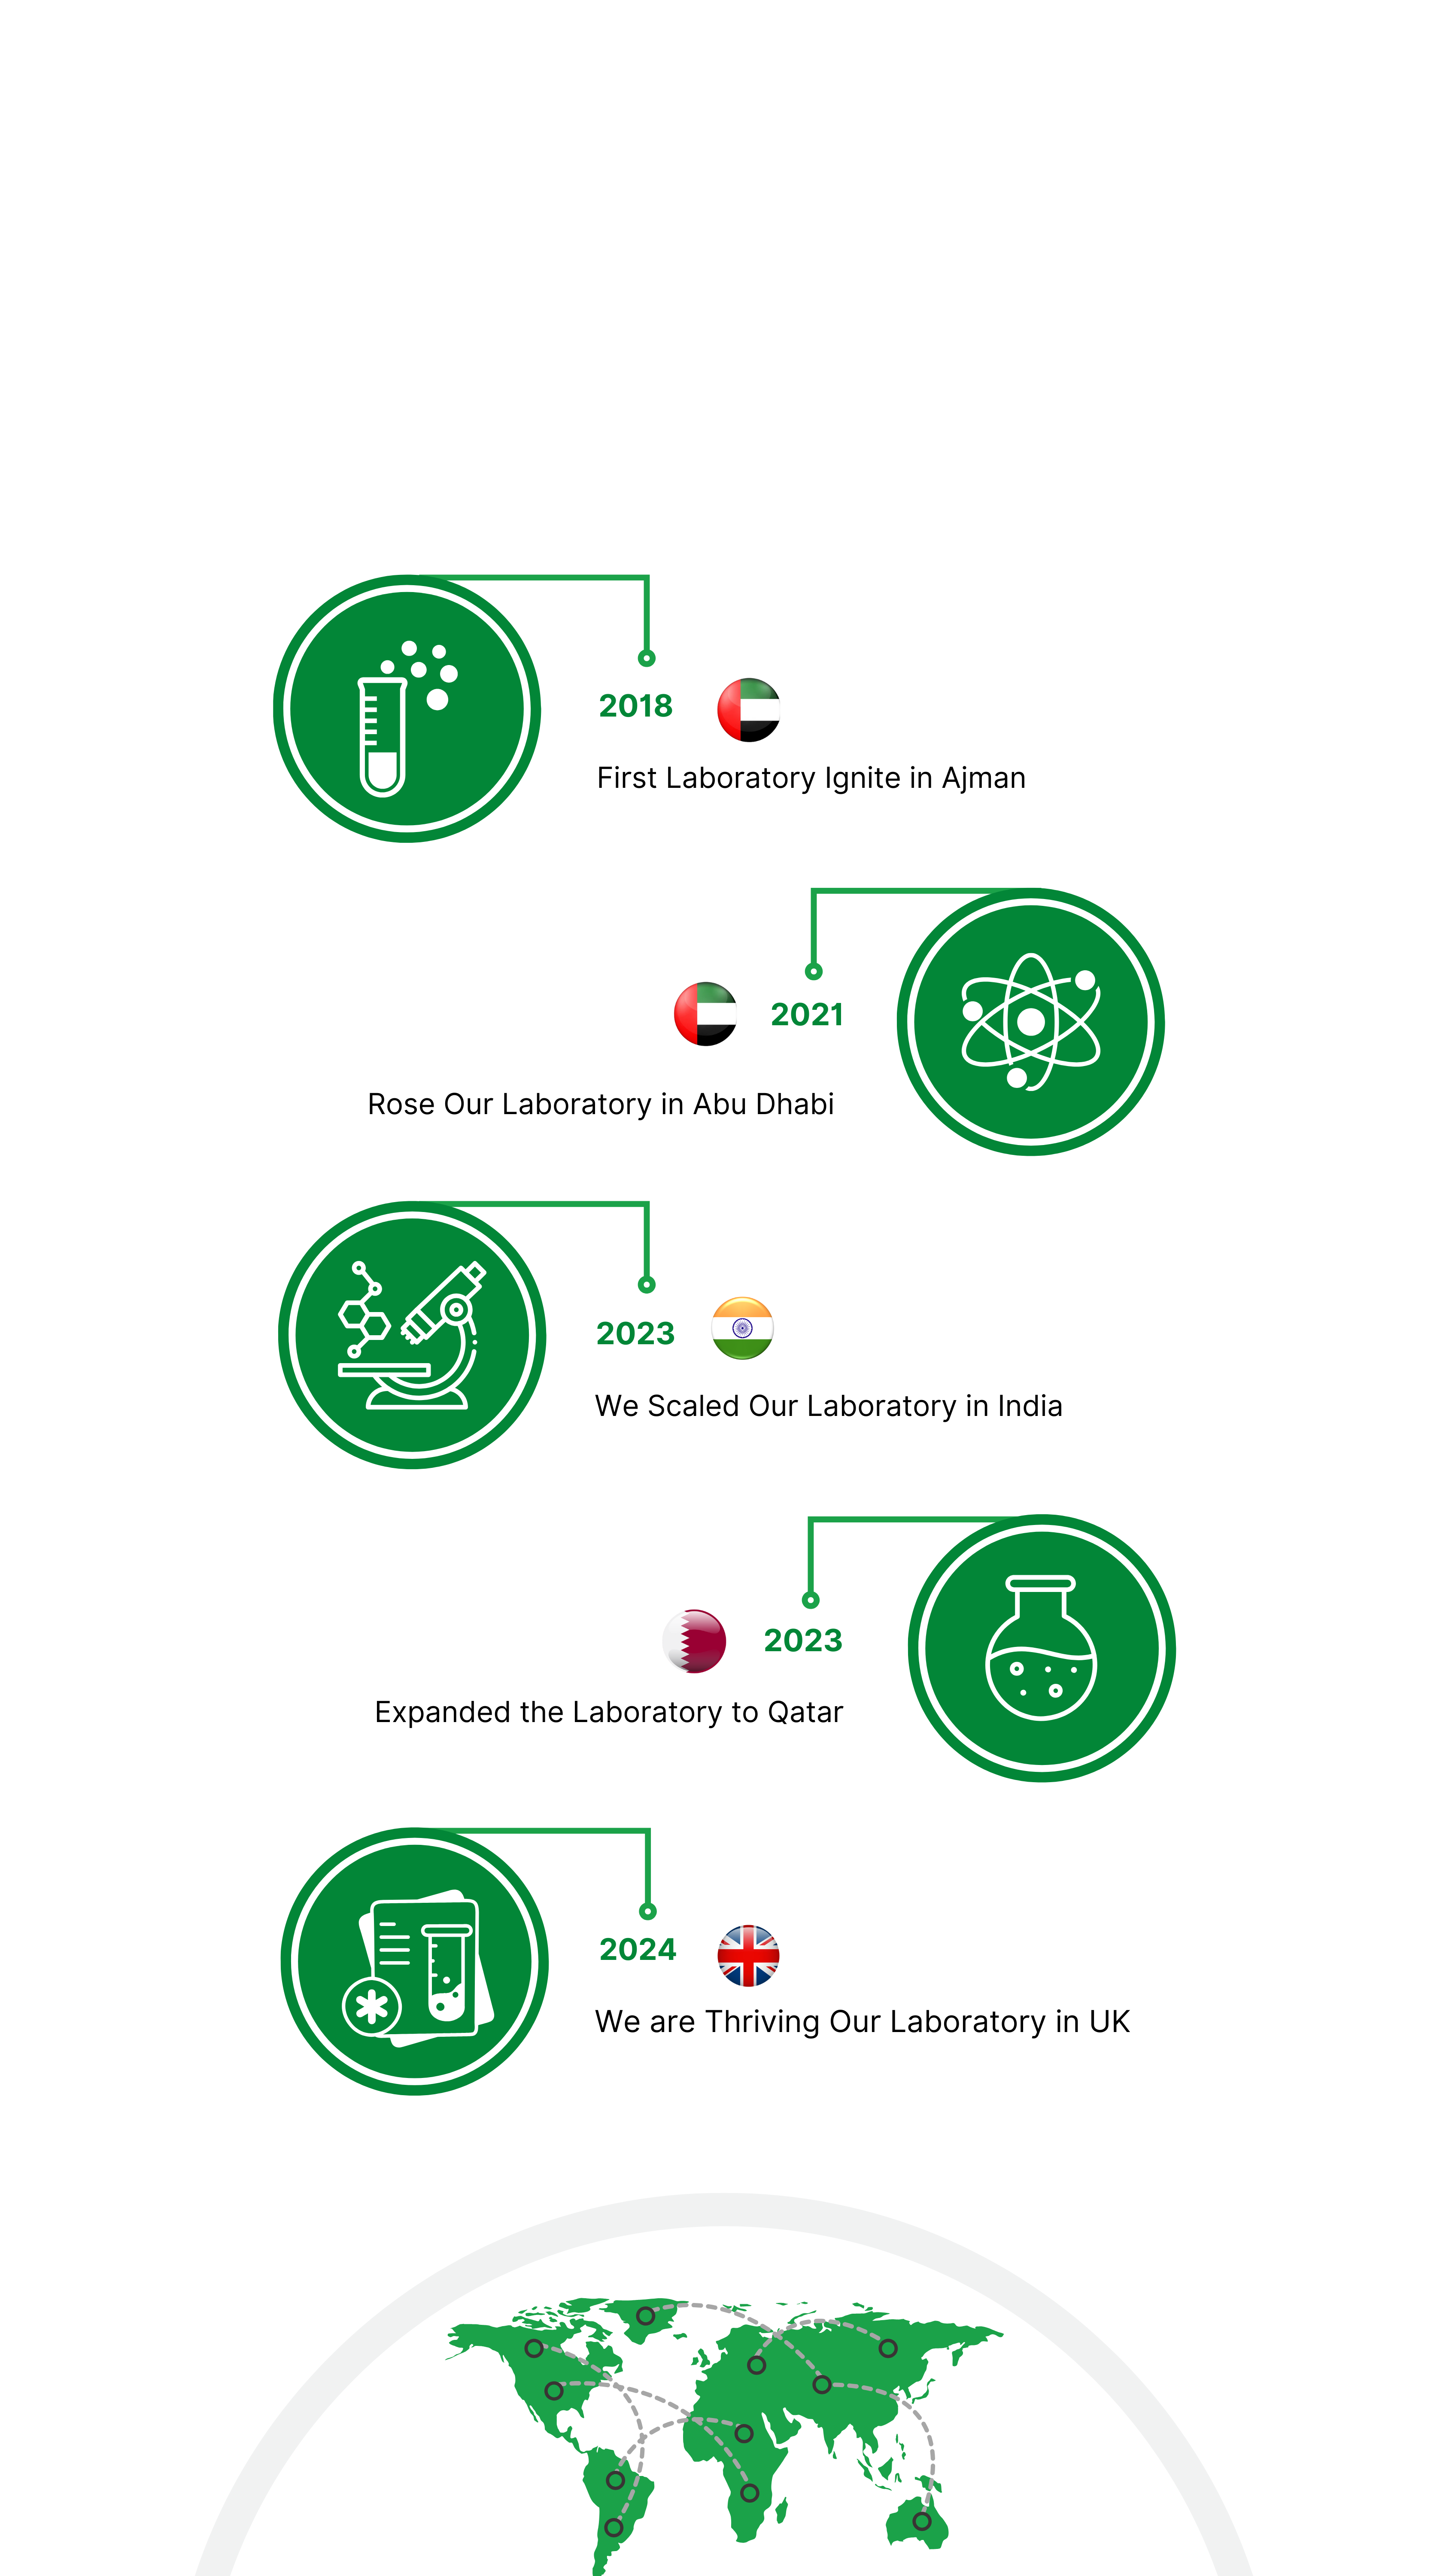 2018
First Laboratory Ignite in Ajman
2021
Rose Our Laboratory in Abu Dhabi
2023
We Scaled Our Laboratory in India
2023
Expanded the Laboratory to Qatar
2024
We are Thriving Our Laboratory in UK